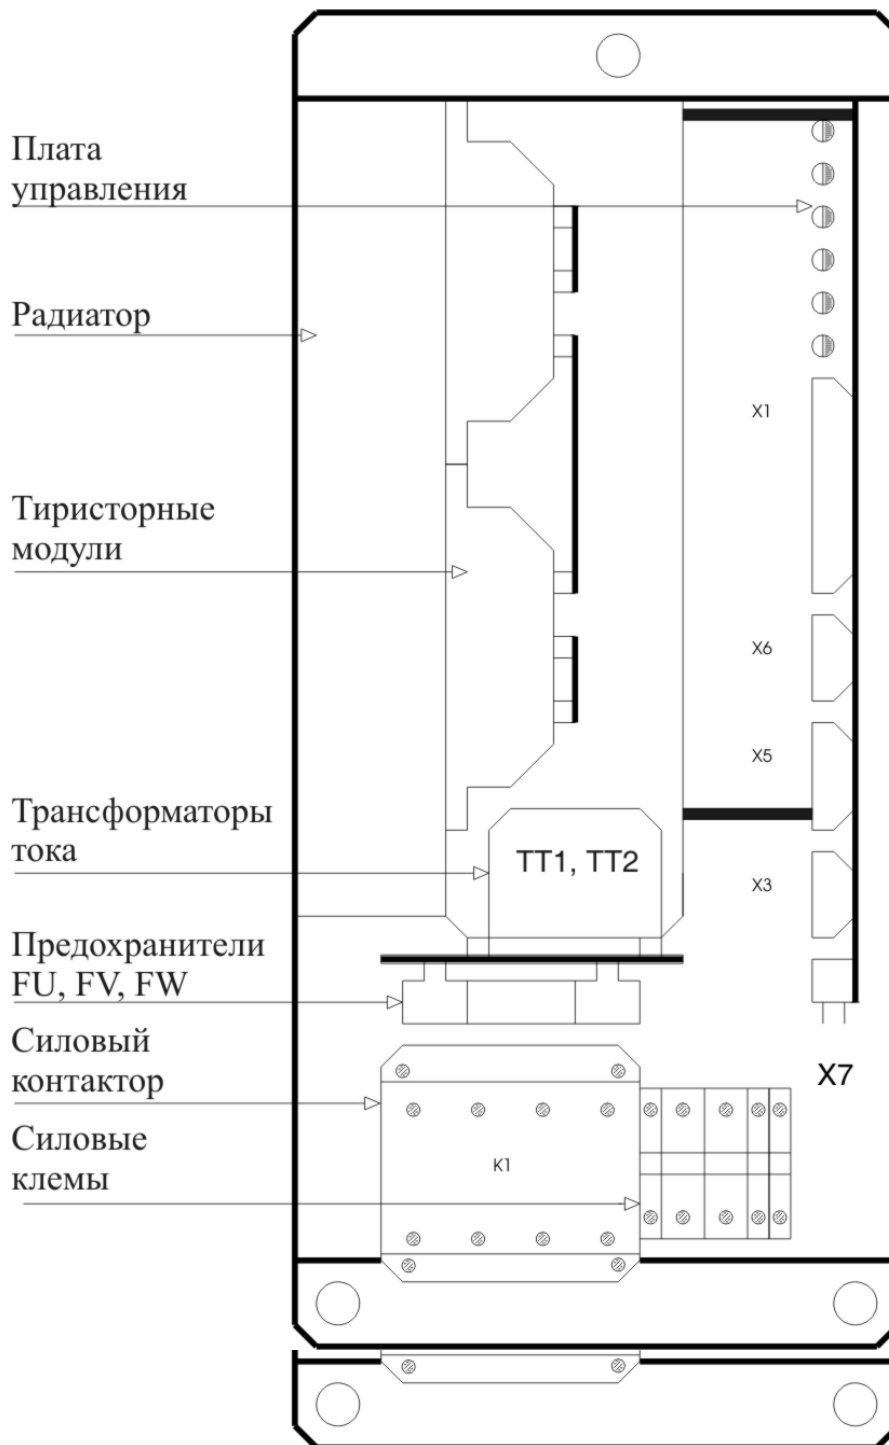 Плата
управления
Радиатор
X1
Тиристорные
модули
X6
X5
Трансформаторы
тока
TT1, TT2
X3
Предохранители
FU, FV, FW
Силовый
контактор
X7
Силовые
клемы
K1